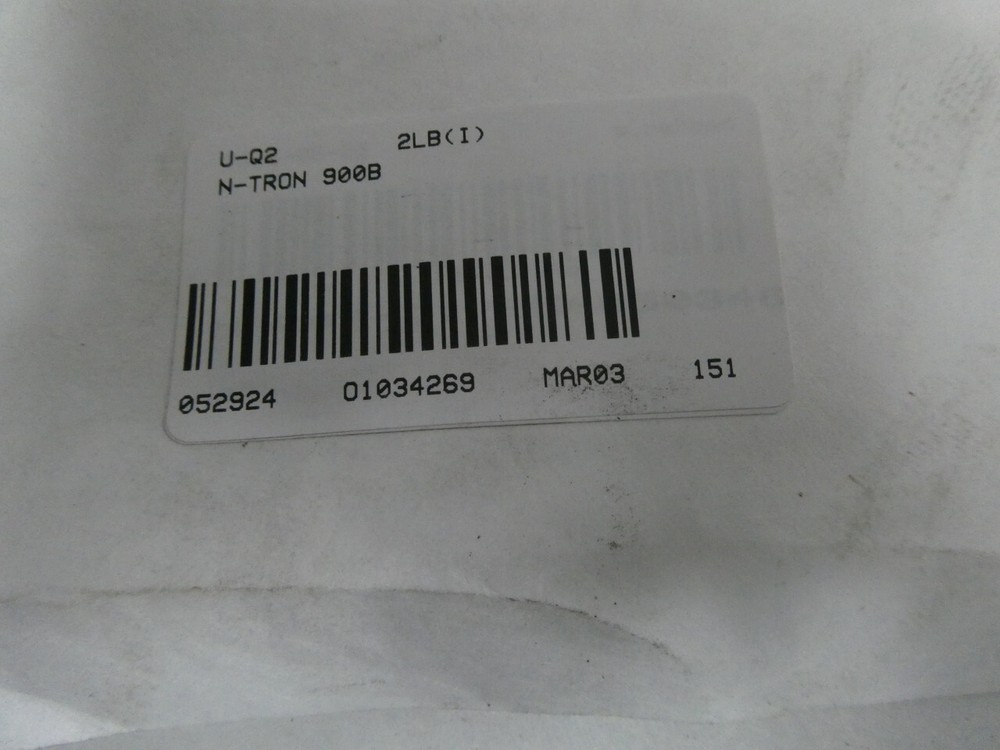 U-Q2 2LB(I)
N-TRON 900B
052924 01034269 MAR03 151